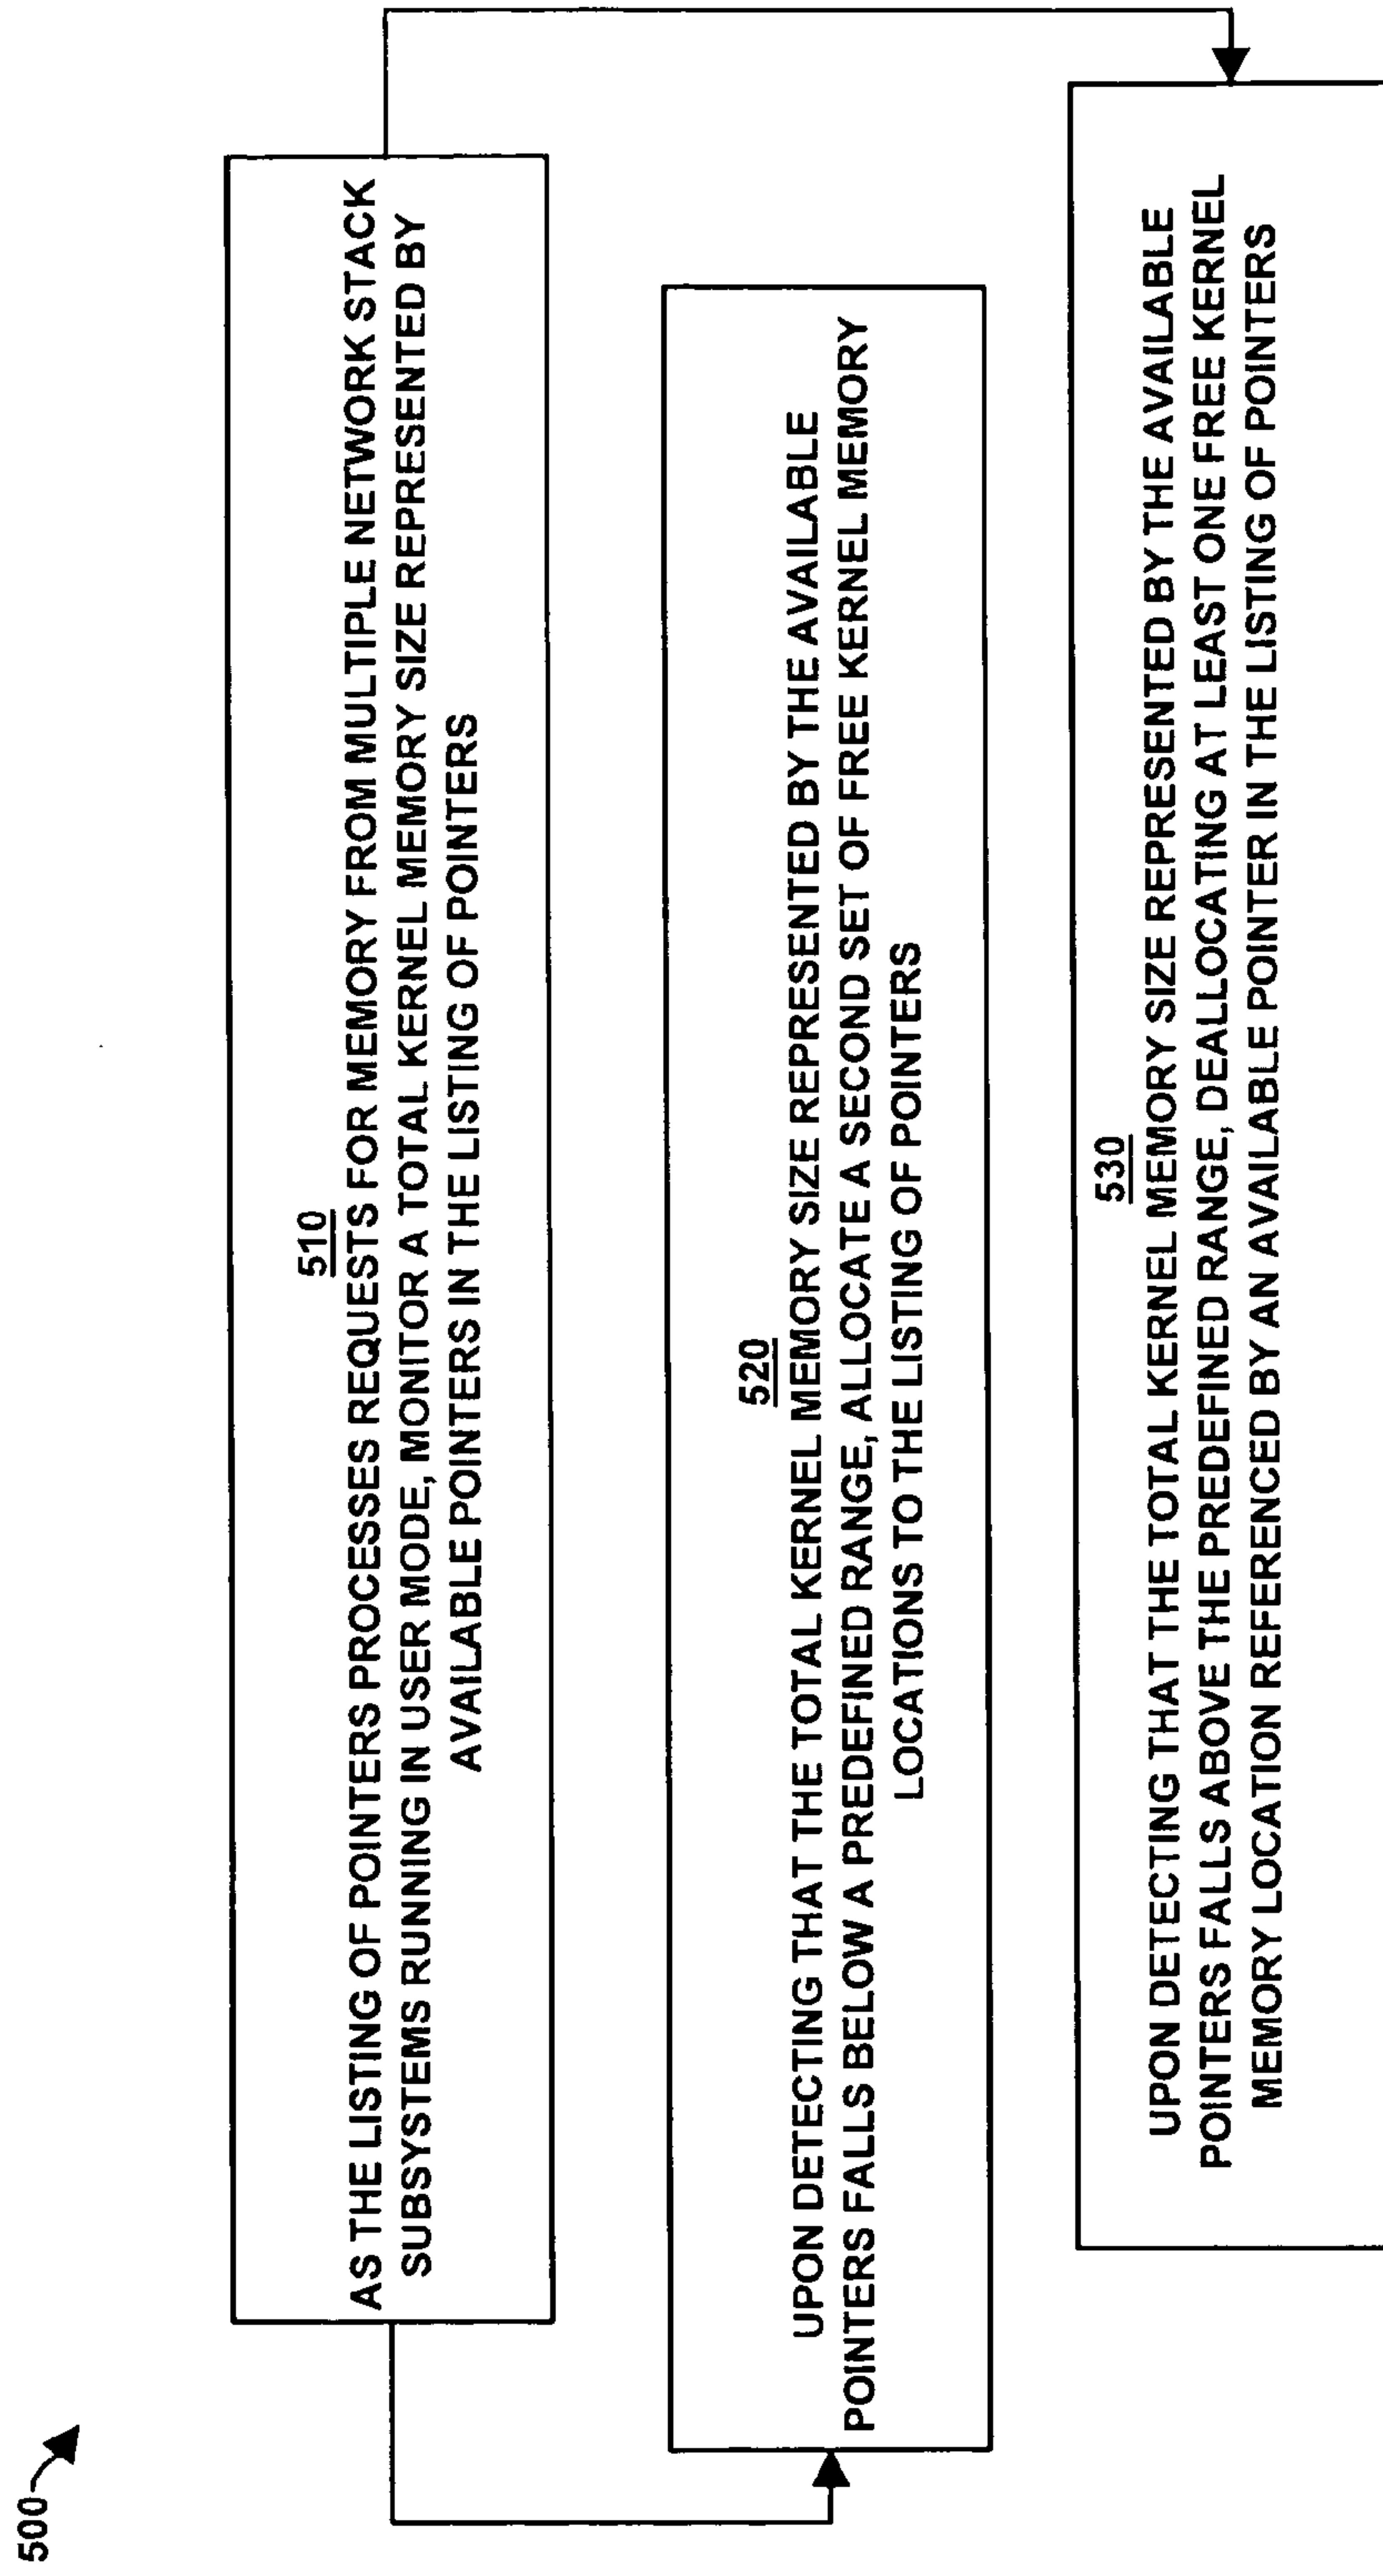 500
510
AS THE LISTING OF POINTERS PROCESSES REQUESTS FOR MEMORY FROM MULTIPLE NETWORK STACK
SUBSYSTEMS RUNNING IN USER MODE, MONITOR A TOTAL KERNEL MEMORY SIZE REPRESENTED BY
AVAILABLE POINTERS IN THE LISTING OF POINTERS
520
UPON DETECTING THAT THE TOTAL KERNEL MEMORY SIZE REPRESENTED BY THE AVAILABLE
POINTERS FALLS BELOW A PREDEFINED RANGE, ALLOCATE A SECOND SET OF FREE KERNEL MEMORY
LOCATIONS TO THE LISTING OF POINTERS
530
UPON DETECTING THAT THE TOTAL KERNEL MEMORY SIZE REPRESENTED BY THE AVAILABLE
POINTERS FALLS ABOVE THE PREDEFINED RANGE, DEALLOCATING AT LEAST ONE FREE KERNEL
MEMORY LOCATION REFERENCED BY AN AVAILABLE POINTER IN THE LISTING OF POINTERS